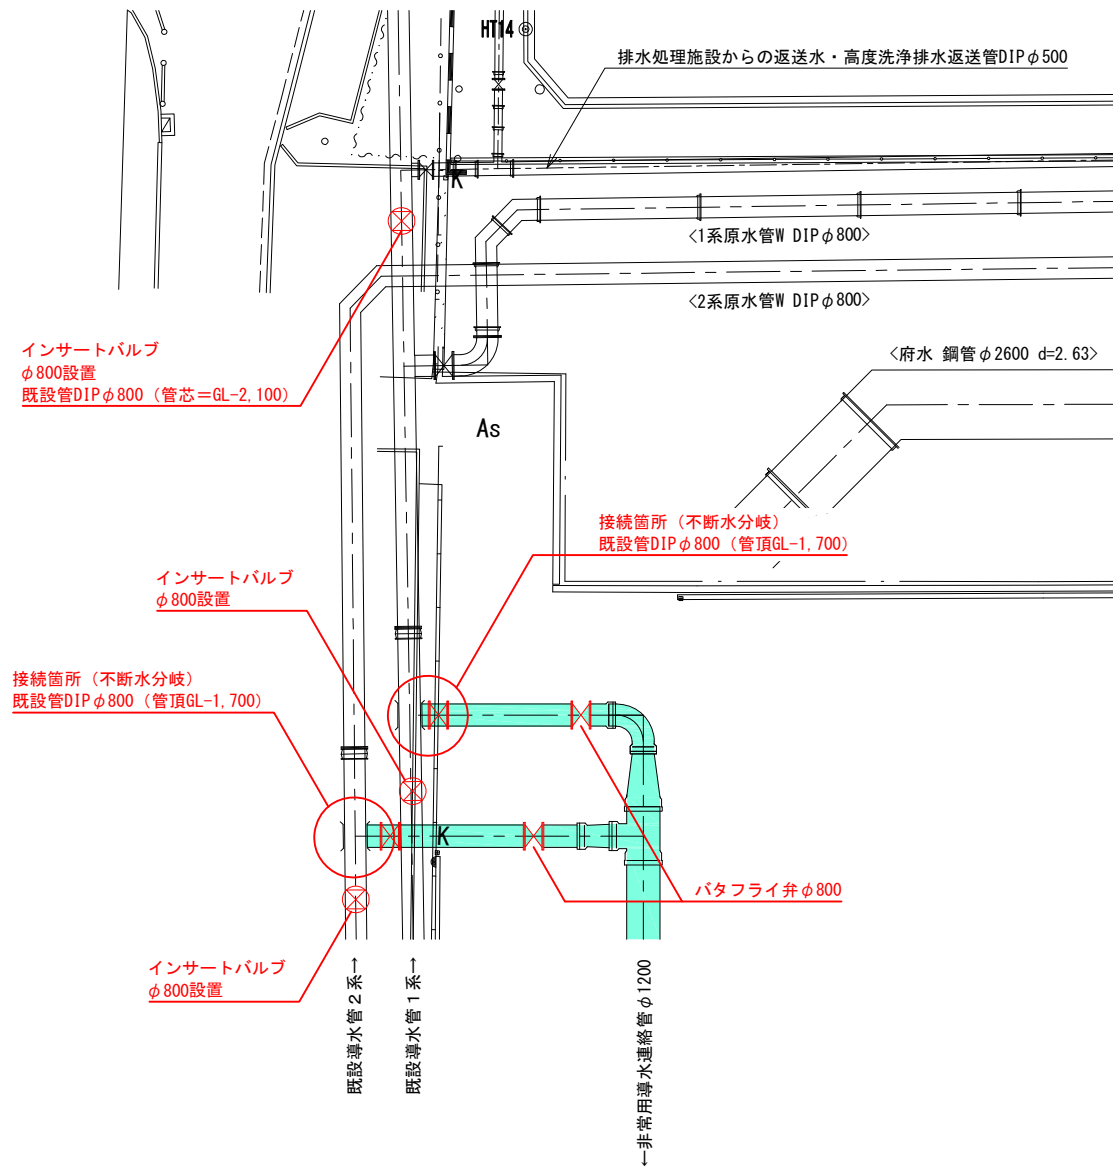 HT14
排水処理施設からの返送水・高度洗浄排水返送管DIPφ500
K
<1系原水管W DIPφ800>
<2系原水管W DIPφ800>
インサートバルブ
φ800設置
既設管DIPφ800（管芯＝GL-2,100）
<府水 鋼管φ2600 d=2.63>
As
接続箇所（不断水分岐）
既設管DIPφ800（管頂GL-1,700）
インサートバルブ
φ800設置
接続箇所（不断水分岐）
既設管DIPφ800（管頂GL-1,700）
K
バタフライ弁φ800
インサートバルブ
φ800設置
既設導水管２系→
既設導水管１系→
←非常用導水連絡管φ1200